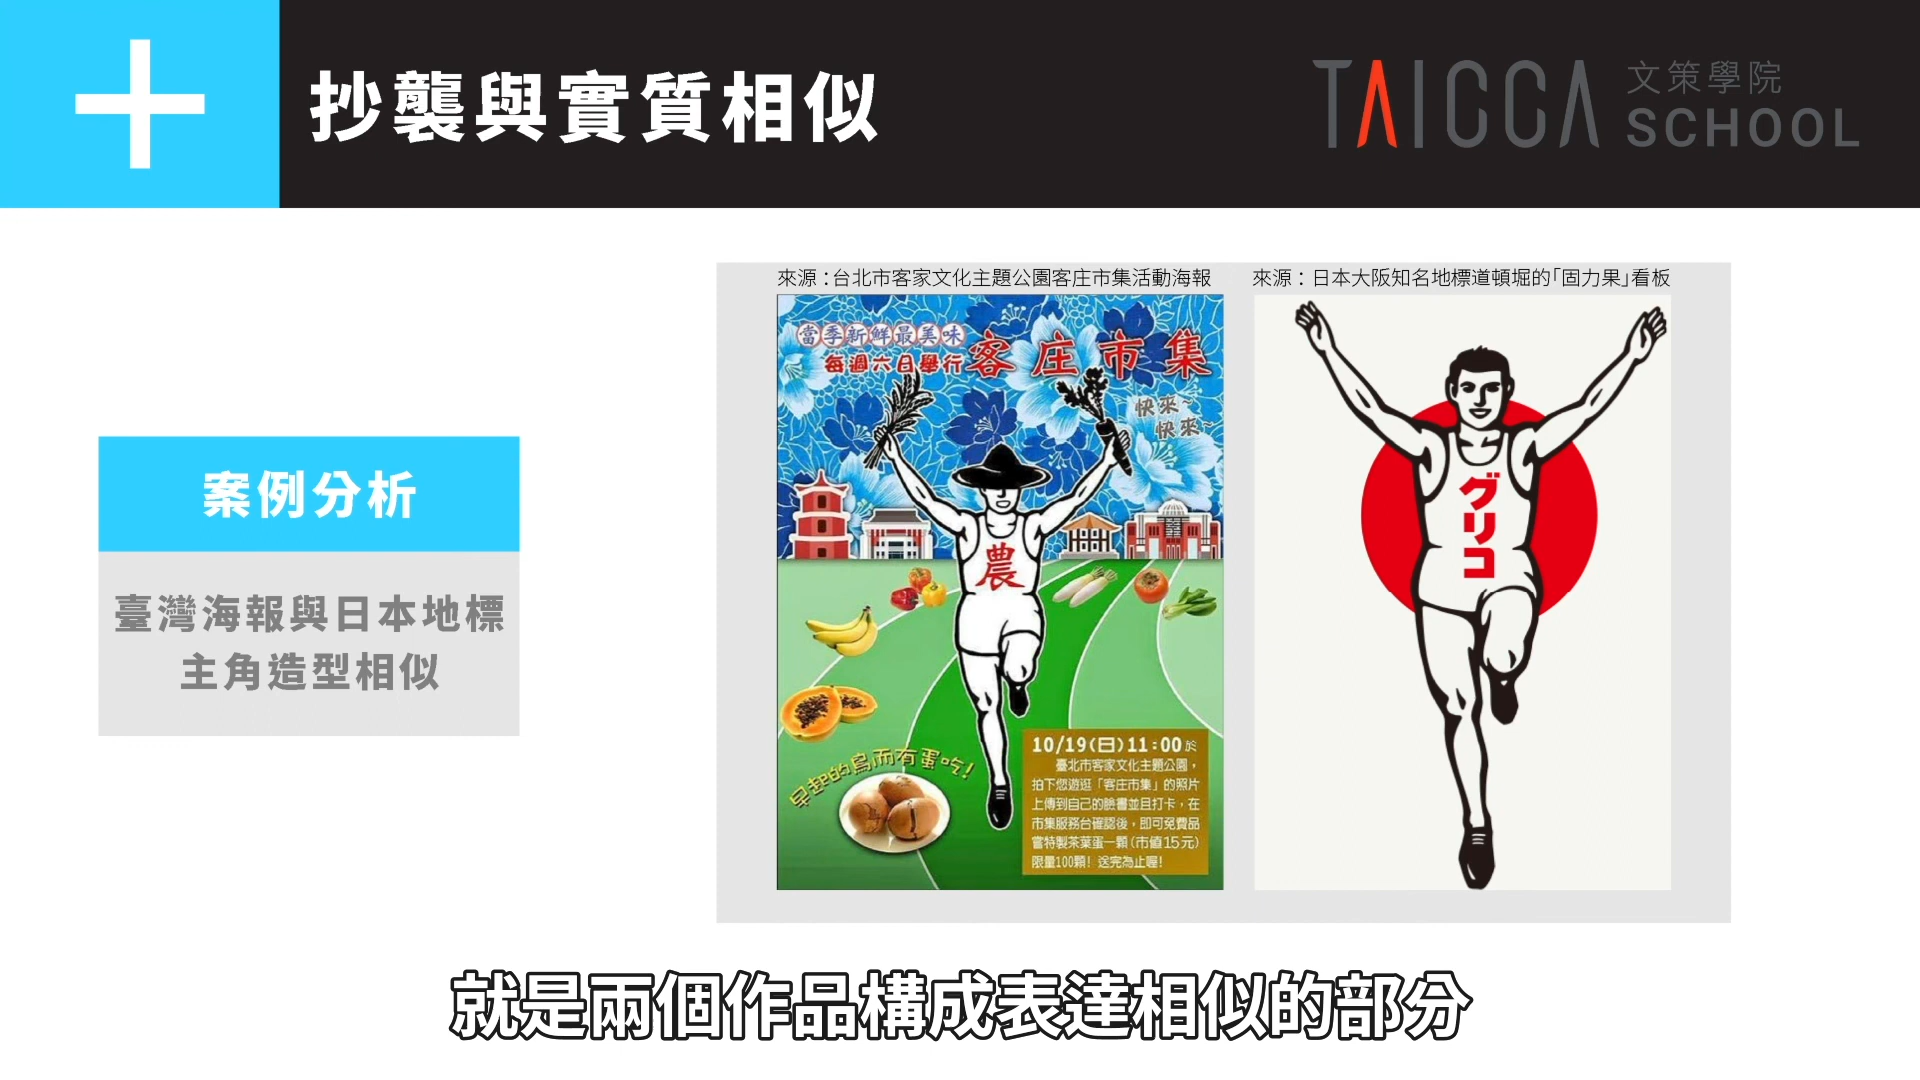 抄襲與實質相似
TAICCA 文策學院
SCHOOL
案例分析
臺灣海報與日本地標
主角造型相似
來源：台北市客家文化主題公園客庄市集活動海報
當季新鮮最美味
每週六日舉行
客庄市集
快來~
快來~
農
早起的鳥而有蛋吃!
10/19(日)11:00於
臺北市客家文化主題公園，
拍下您遊逛「客庄市集」的照片
上傳到自己的臉書並且打卡，在
市集服務台確認後，即可免費品
嘗特製茶葉蛋一顆(市值15元)
限量100顆! 送完為止喔!
來源：日本大阪知名地標道頓堀的「固力果」看板
グリコ
就是兩個作品構成表達相似的部分